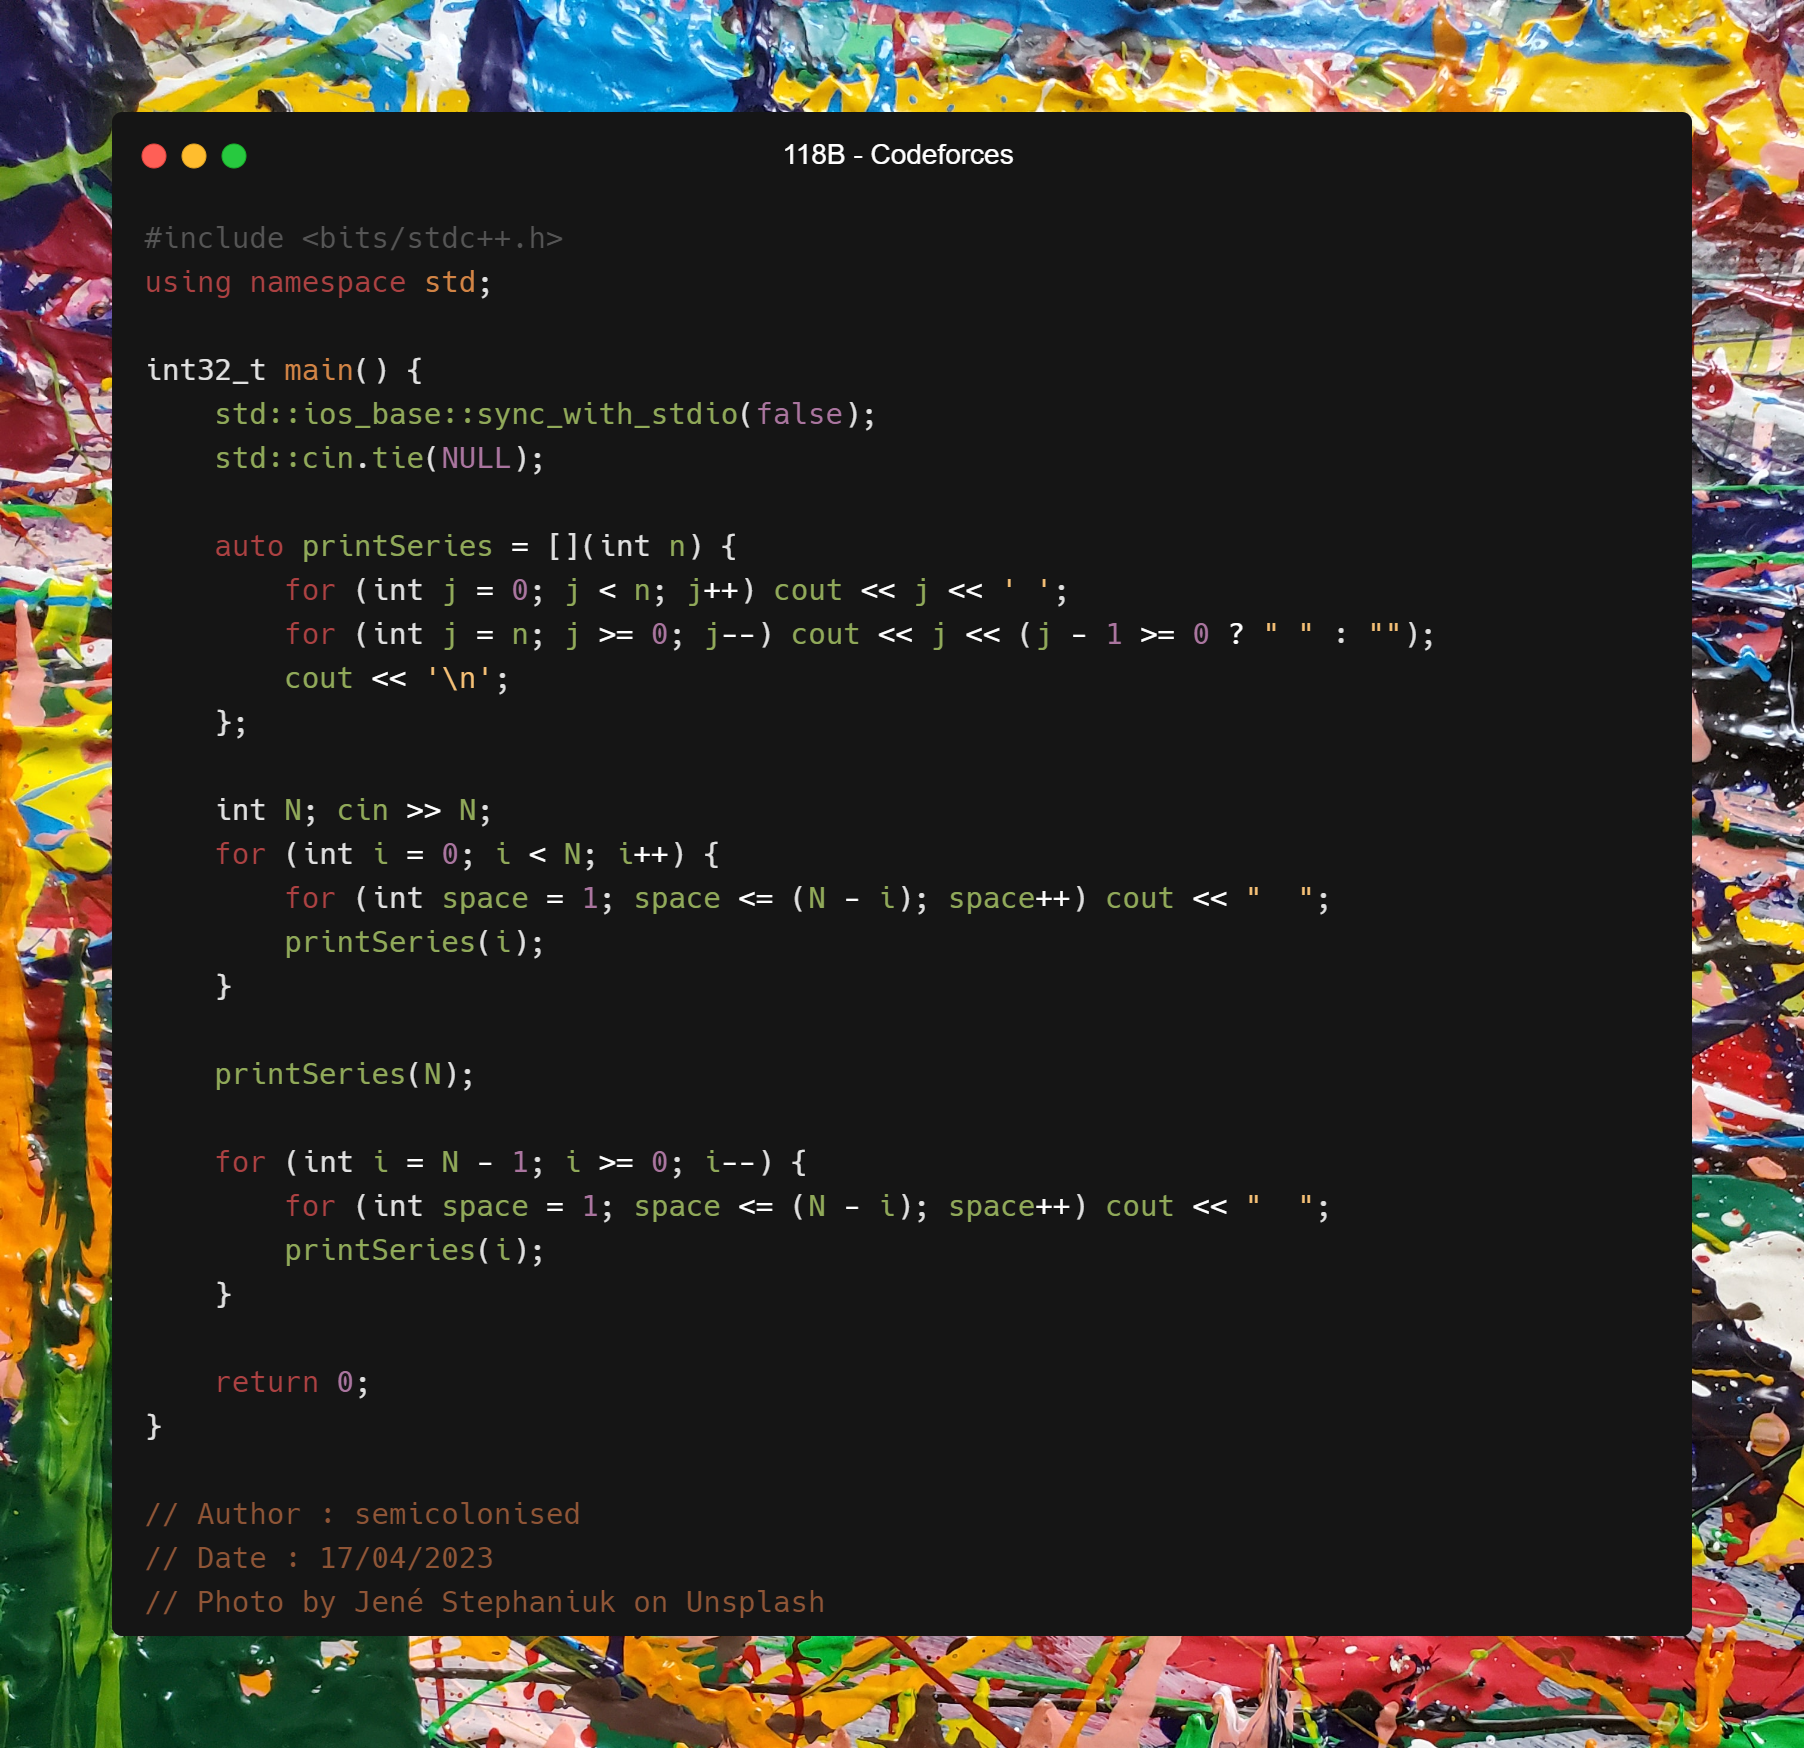 118B - Codeforces
#include <bits/stdc++.h>
using namespace std;

int32_t main() {
    std::ios_base::sync_with_stdio(false);
    std::cin.tie(NULL);

    auto printSeries = [](int n) {
        for (int j = 0; j < n; j++) cout << j << ' ';
        for (int j = n; j >= 0; j--) cout << j << (j - 1 >= 0 ? " " : "");
        cout << '\n';
    };

    int N; cin >> N;
    for (int i = 0; i < N; i++) {
        for (int space = 1; space <= (N - i); space++) cout << "  ";
        printSeries(i);
    }

    printSeries(N);

    for (int i = N - 1; i >= 0; i--) {
        for (int space = 1; space <= (N - i); space++) cout << "  ";
        printSeries(i);
    }

    return 0;
}

// Author : semicolonised
// Date : 17/04/2023
// Photo by Jené Stephaniuk on Unsplash